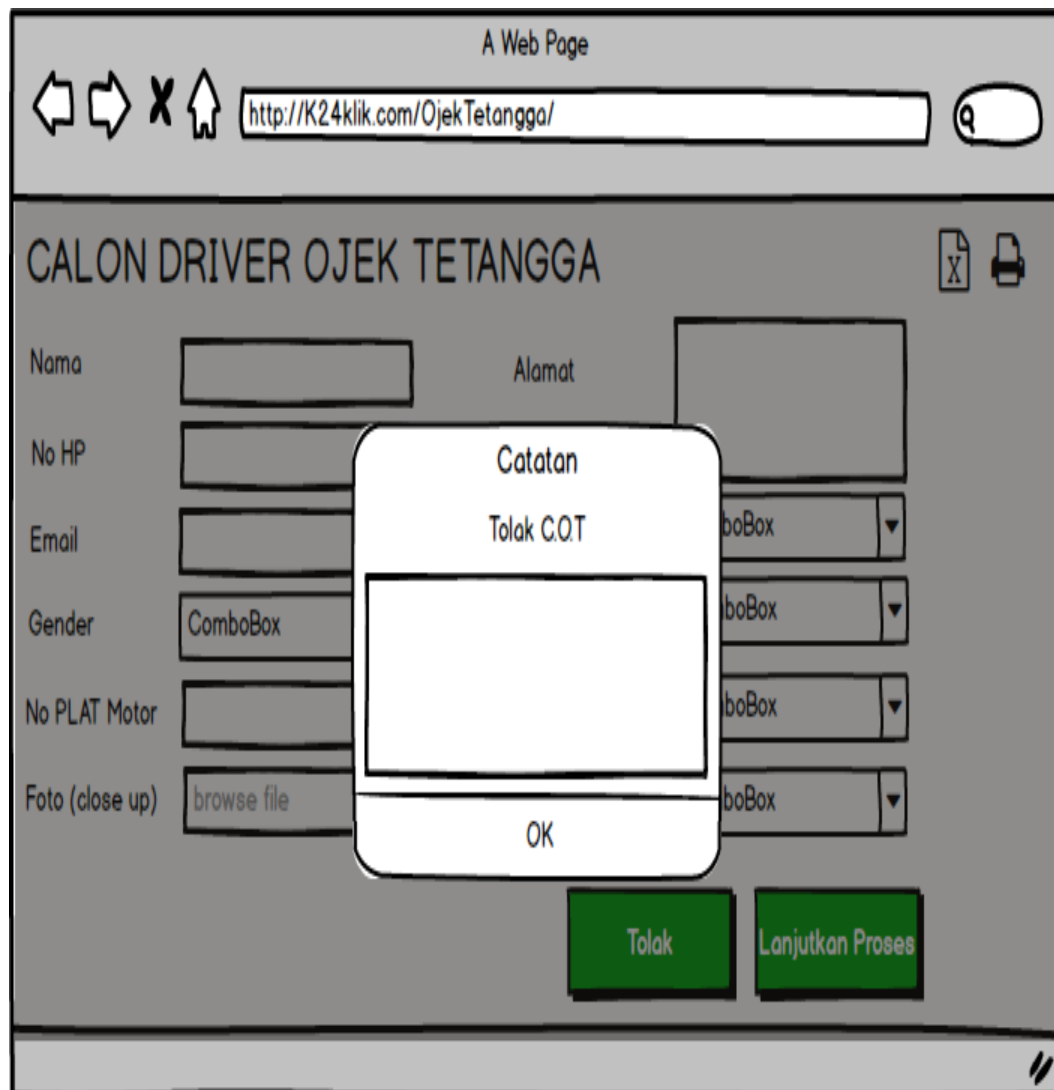 A Web Page
http://K24klik.com/OjekTetangga/
CALON DRIVER OJEK TETANGGA
X
Nama
Alamat
No HP
Catatan
Tolak C.O.T
Email
boBox
Gender
ComboBox
boBox
No PLAT Motor
boBox
Foto (close up)
browse file
boBox
OK
Tolak
Lanjutkan Proses